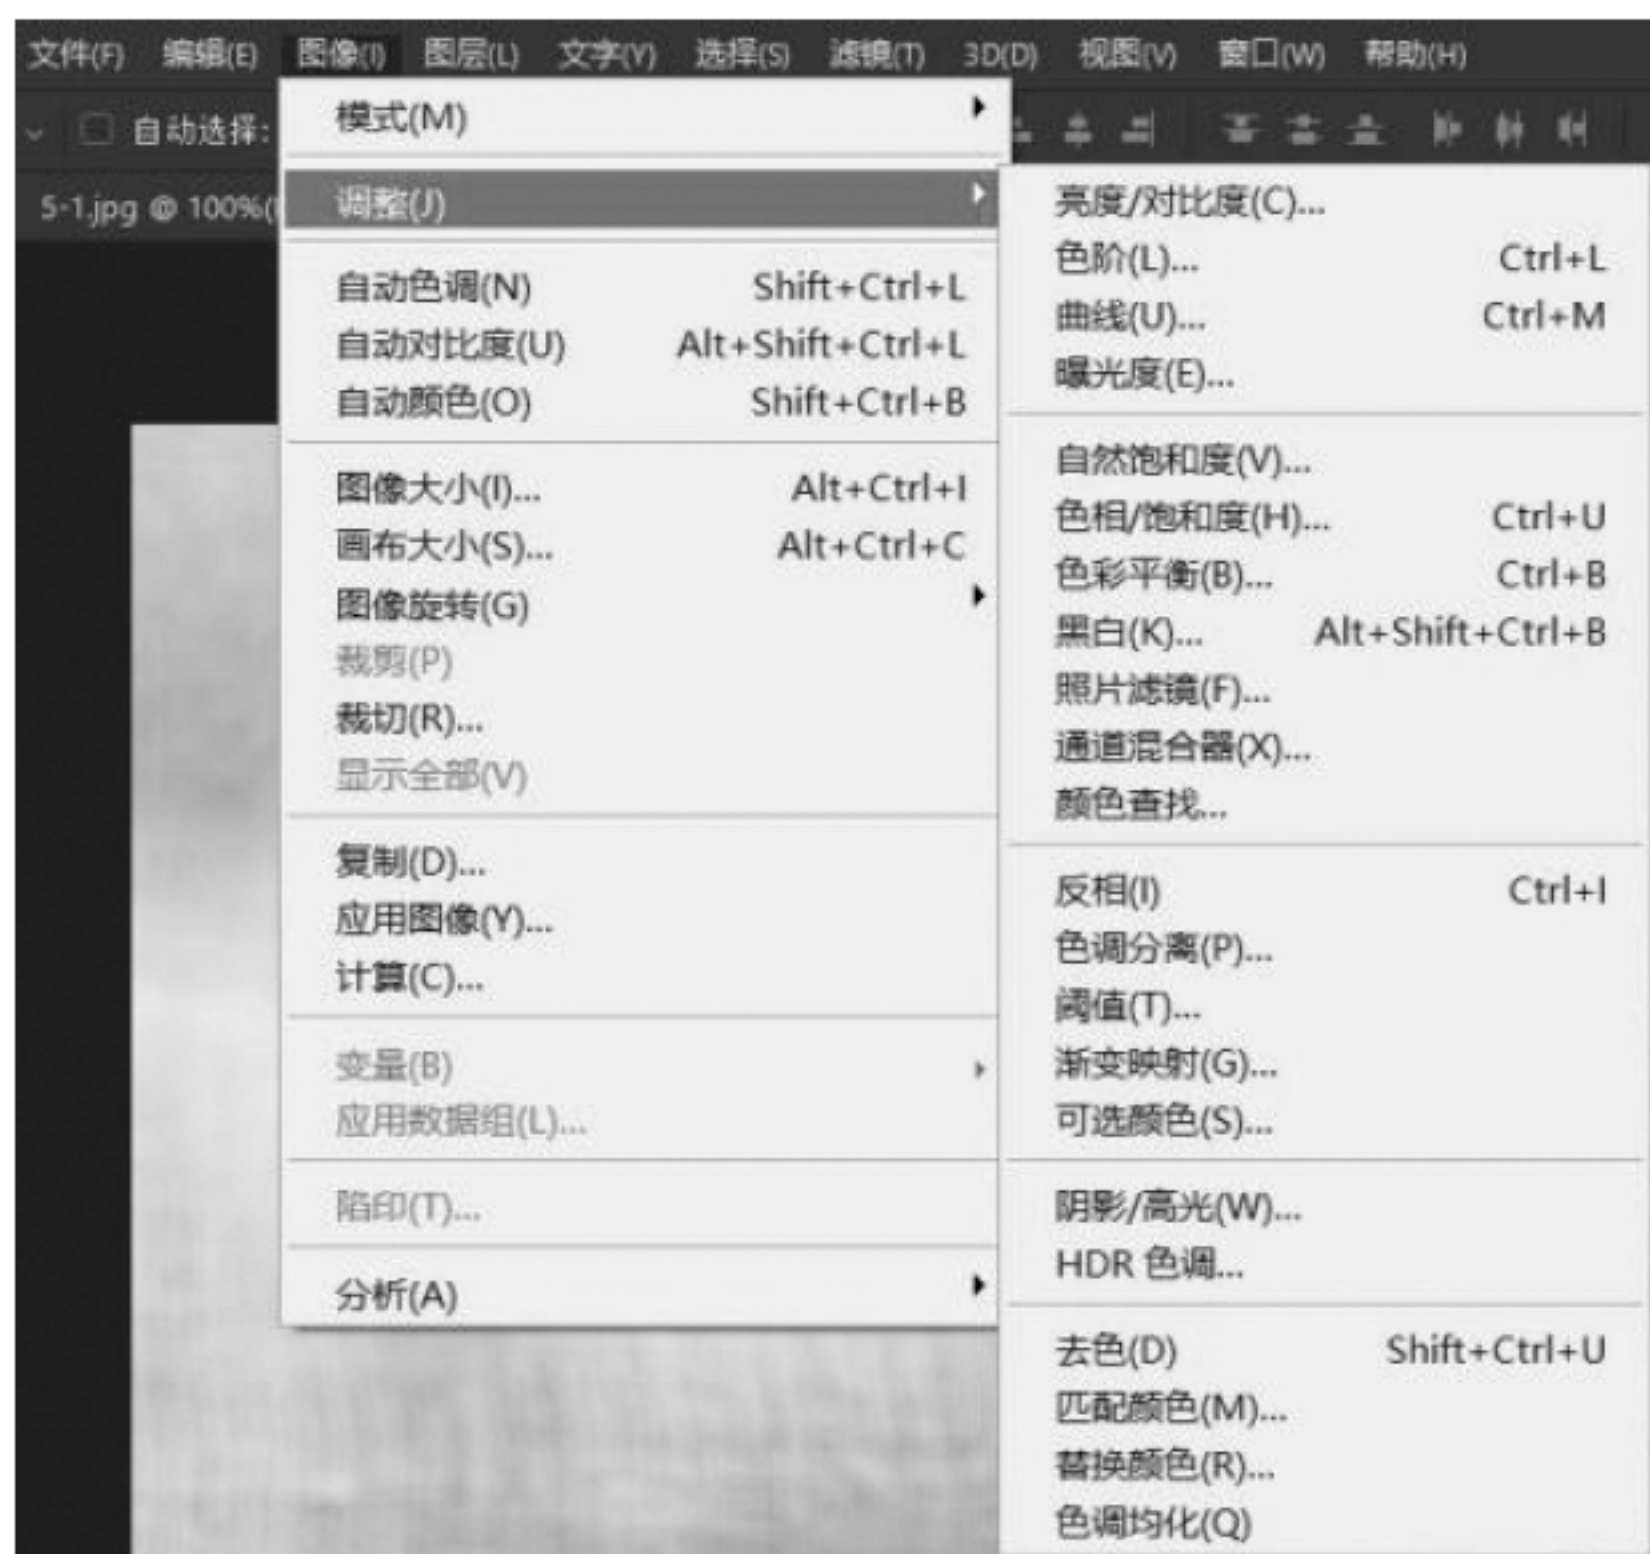 文件(F) 编辑(E) 图像(I) 图层(L) 文字(Y) 选择(S) 滤镜(T) 3D(D) 视图(V) 窗口(W) 帮助(H)
自动选择:
5-1.jpg @ 100%(
模式(M)
调整(J)
自动色调(N) Shift+Ctrl+L
自动对比度(U) Alt+Shift+Ctrl+L
自动颜色(O) Shift+Ctrl+B
图像大小(I)... Alt+Ctrl+I
画布大小(S)... Alt+Ctrl+C
图像旋转(G)
裁剪(P)
裁切(R)...
显示全部(V)
复制(D)...
应用图像(Y)...
计算(C)...
变量(B)
应用数据组(L)...
陷印(T)...
分析(A)
亮度/对比度(C)...
色阶(L)... Ctrl+L
曲线(U)... Ctrl+M
曝光度(E)...
自然饱和度(V)...
色相/饱和度(H)... Ctrl+U
色彩平衡(B)... Ctrl+B
黑白(K)... Alt+Shift+Ctrl+B
照片滤镜(F)...
通道混合器(X)...
颜色查找...
反相(I) Ctrl+I
色调分离(P)...
阈值(T)...
渐变映射(G)...
可选颜色(S)...
阴影/高光(W)...
HDR 色调...
去色(D) Shift+Ctrl+U
匹配颜色(M)...
替换颜色(R)...
色调均化(Q)